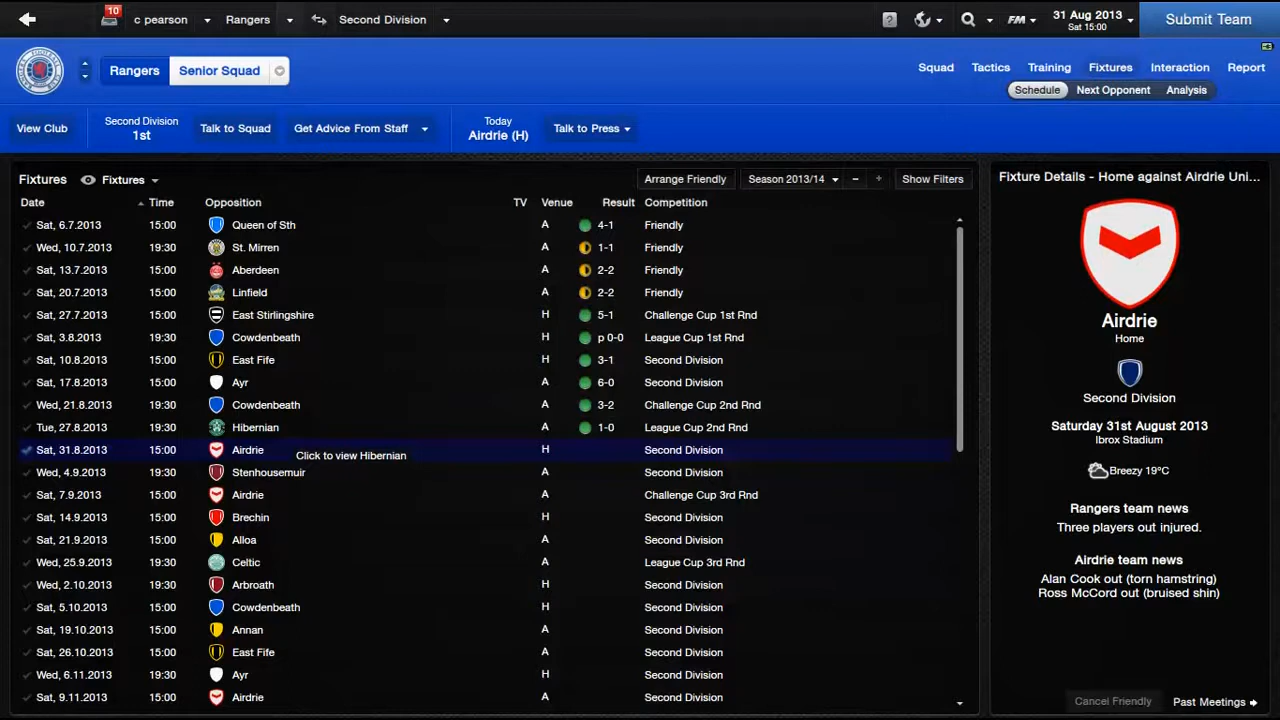 10 c pearson Rangers Second Division ? FM 31 Aug 2013 Submit Team
Sat 15:00
Rangers Senior Squad Squad Tactics Training Fixtures Interaction Report
Schedule Next Opponent Analysis
View Club Second Division Talk to Squad Get Advice From Staff Today Talk to Press
1st Airdrie (H)
Fixtures Fixtures Arrange Friendly Season 2013/14 - + Show Filters
Date Time Opposition TV Venue Result Competition
Sat, 6.7.2013 15:00 Queen of Sth A 4-1 Friendly
Wed, 10.7.2013 19:30 St. Mirren A 1-1 Friendly
Sat, 13.7.2013 15:00 Aberdeen A 2-2 Friendly
Sat, 20.7.2013 15:00 Linfield A 2-2 Friendly
Sat, 27.7.2013 15:00 East Stirlingshire H 5-1 Challenge Cup 1st Rnd
Sat, 3.8.2013 19:30 Cowdenbeath H p 0-0 League Cup 1st Rnd
Sat, 10.8.2013 15:00 East Fife H 3-1 Second Division
Sat, 17.8.2013 15:00 Ayr A 6-0 Second Division
Wed, 21.8.2013 19:30 Cowdenbeath A 3-2 Challenge Cup 2nd Rnd
Tue, 27.8.2013 19:30 Hibernian A 1-0 League Cup 2nd Rnd
Sat, 31.8.2013 15:00 Airdrie H Second Division
Click to view Hibernian
Wed, 4.9.2013 19:30 Stenhousemuir A Second Division
Sat, 7.9.2013 15:00 Airdrie A Challenge Cup 3rd Rnd
Sat, 14.9.2013 15:00 Brechin H Second Division
Sat, 21.9.2013 15:00 Alloa A Second Division
Wed, 25.9.2013 19:30 Celtic A League Cup 3rd Rnd
Wed, 2.10.2013 19:30 Arbroath H Second Division
Sat, 5.10.2013 15:00 Cowdenbeath H Second Division
Sat, 19.10.2013 15:00 Annan A Second Division
Sat, 26.10.2013 15:00 East Fife A Second Division
Wed, 6.11.2013 19:30 Ayr H Second Division
Sat, 9.11.2013 15:00 Airdrie A Second Division
Fixture Details - Home against Airdrie Uni...
Airdrie
Home
Second Division
Saturday 31st August 2013
Ibrox Stadium
Breezy 19°C
Rangers team news
Three players out injured.
Airdrie team news
Alan Cook out (torn hamstring)
Ross McCord out (bruised shin)
Cancel Friendly Past Meetings